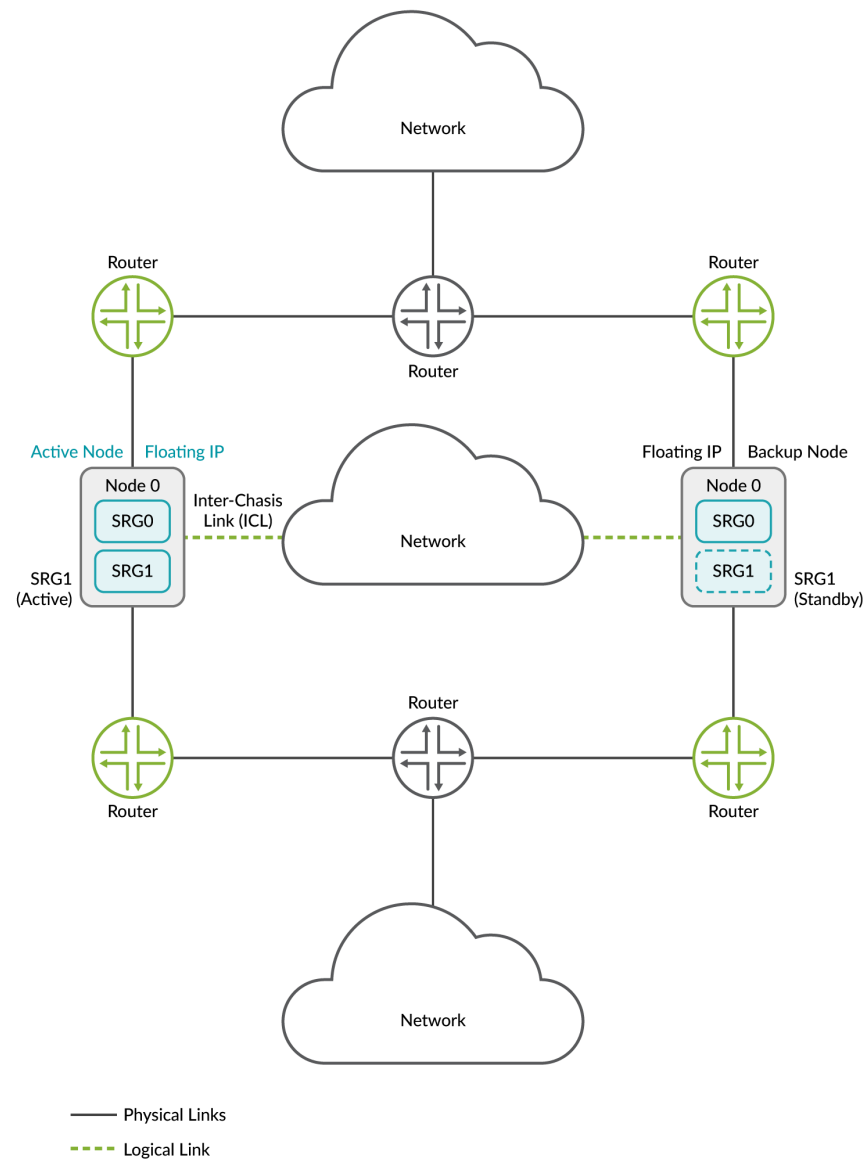 Network
Router
Router
Router
Active Node
Floating IP
Floating IP
Backup Node
Node 0
SRG0
SRG1
Inter-Chasis
Link (ICL)
Network
Node 0
SRG0
SRG1
SRG1
(Active)
SRG1
(Standby)
Router
Router
Router
Network
Physical Links
Logical Link